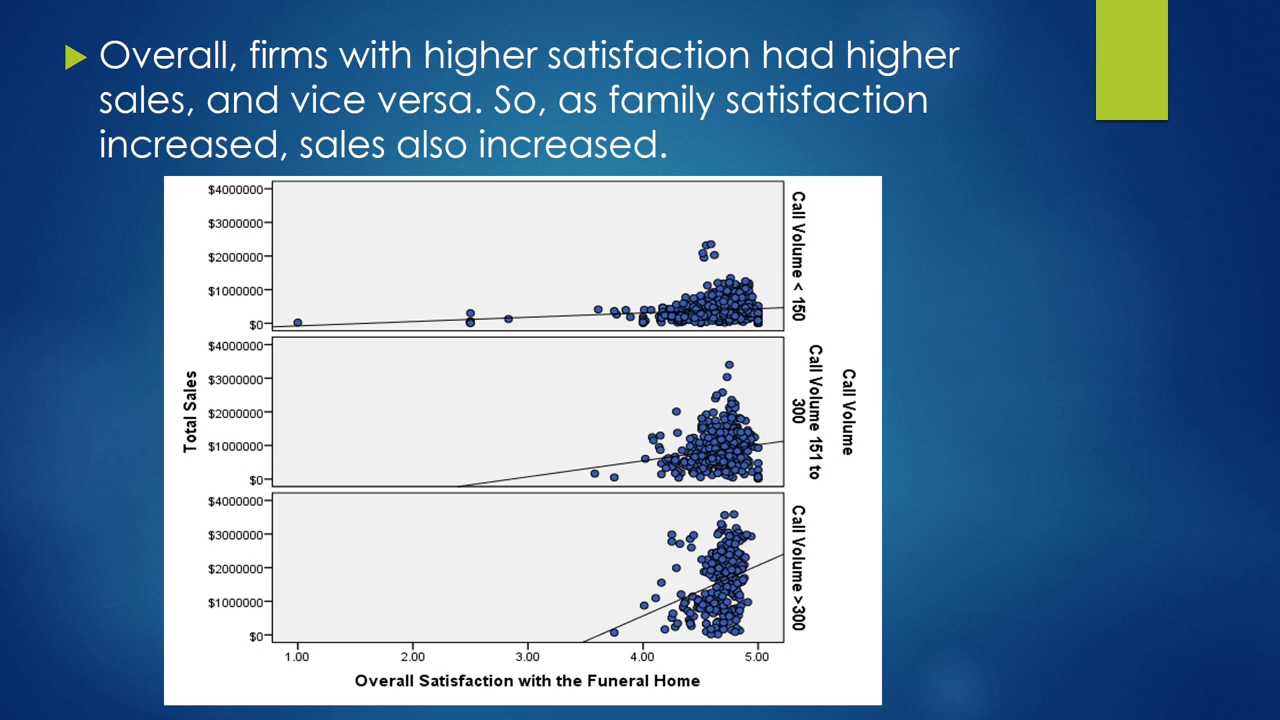 Overall, firms with higher satisfaction had higher
sales, and vice versa. So, as family satisfaction
increased, sales also increased.
$4000000
$3000000
$2000000
$1000000
$0
Call Volume < 150
$4000000
$3000000
$2000000
$1000000
$0
Call Volume 151 to
300
$4000000
$3000000
$2000000
$1000000
$0
Call Volume >300
Total Sales
Call Volume
1.00 2.00 3.00 4.00 5.00
Overall Satisfaction with the Funeral Home